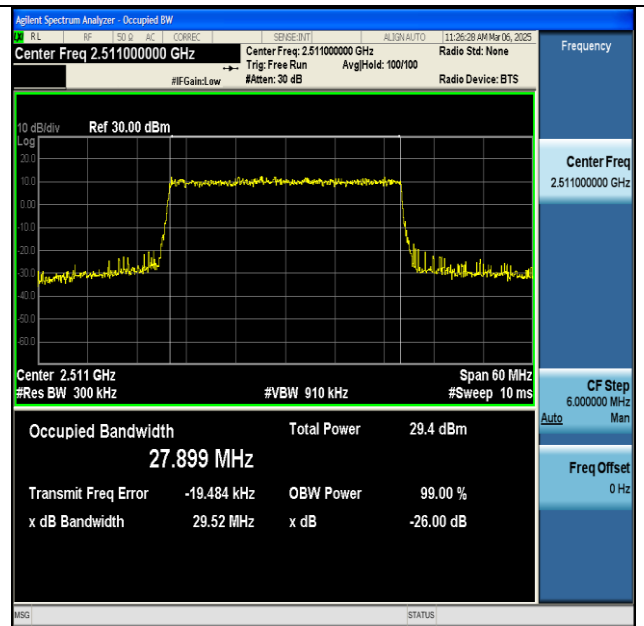 Agilent Spectrum Analyzer - Occupied BW
RL RF 50 Ω AC CORREC SENSE:INT ALIGN AUTO 11:26:28 AM Mar 06, 2025
Center Freq 2.511000000 GHz
Center Freq: 2.511000000 GHz
Radio Std: None
Trig: Free Run Avg|Hold: 100/100
#IFGain:Low
#Atten: 30 dB
Radio Device: BTS
Frequency
10 dB/div Ref 30.00 dBm
Log
20.0
10.0
0.00
-10.0
-20.0
-30.0
-40.0
-50.0
-60.0
Center Freq
2.511000000 GHz
Center 2.511 GHz
Span 60 MHz
#Res BW 300 kHz
#VBW 910 kHz
#Sweep 10 ms
CF Step
6.000000 MHz
Auto Man
Occupied Bandwidth
Total Power 29.4 dBm
27.899 MHz
Freq Offset
0 Hz
Transmit Freq Error -19.484 kHz
OBW Power 99.00 %
x dB Bandwidth 29.52 MHz
x dB -26.00 dB
MSG
STATUS